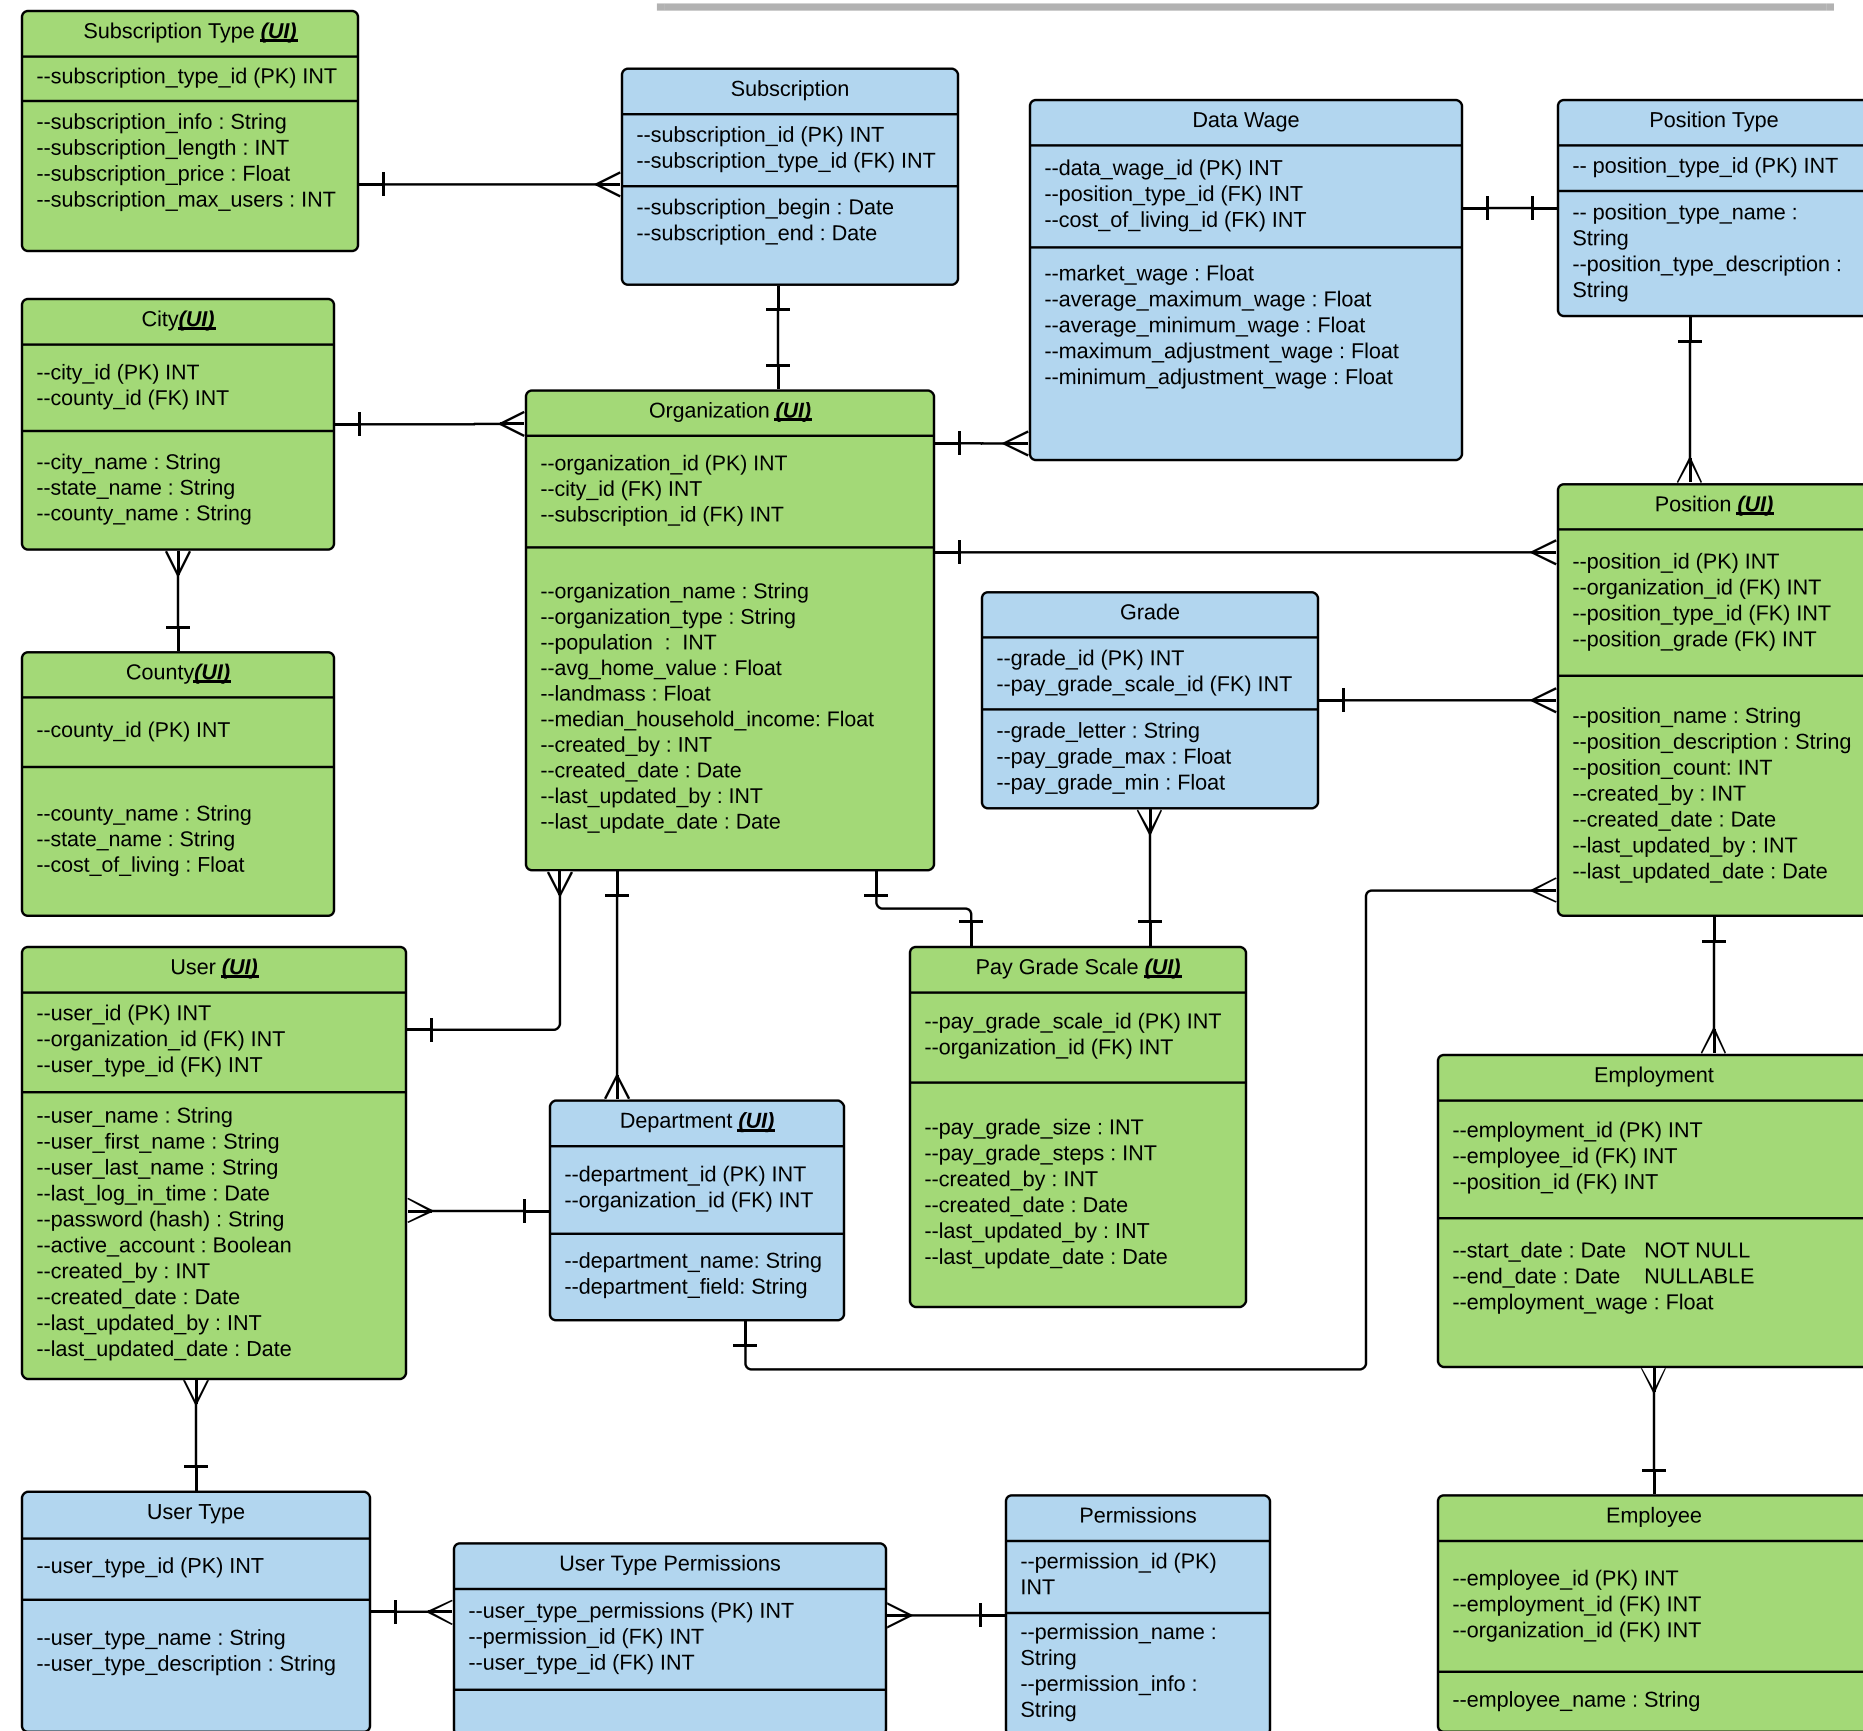 Subscription Type (UI)
--subscription_type_id (PK) INT
--subscription_info : String
--subscription_length : INT
--subscription_price : Float
--subscription_max_users : INT
Subscription
--subscription_id (PK) INT
--subscription_type_id (FK) INT
--subscription_begin : Date
--subscription_end : Date
Data Wage
--data_wage_id (PK) INT
--position_type_id (FK) INT
--cost_of_living_id (FK) INT
--market_wage : Float
--average_maximum_wage : Float
--average_minimum_wage : Float
--maximum_adjustment_wage : Float
--minimum_adjustment_wage : Float
Position Type
-- position_type_id (PK) INT
-- position_type_name :
String
--position_type_description :
String
City(UI)
--city_id (PK) INT
--county_id (FK) INT
--city_name : String
--state_name : String
--county_name : String
Organization (UI)
--organization_id (PK) INT
--city_id (FK) INT
--subscription_id (FK) INT
--organization_name : String
--organization_type : String
--population  :  INT
--avg_home_value : Float
--landmass : Float
--median_household_income: Float
--created_by : INT
--created_date : Date
--last_updated_by : INT
--last_update_date : Date
Position (UI)
--position_id (PK) INT
--organization_id (FK) INT
--position_type_id (FK) INT
--position_grade (FK) INT
--position_name : String
--position_description : String
--position_count: INT
--created_by : INT
--created_date : Date
--last_updated_by : INT
--last_updated_date : Date
Grade
--grade_id (PK) INT
--pay_grade_scale_id (FK) INT
--grade_letter : String
--pay_grade_max : Float
--pay_grade_min : Float
County(UI)
--county_id (PK) INT
--county_name : String
--state_name : String
--cost_of_living : Float
User (UI)
--user_id (PK) INT
--organization_id (FK) INT
--user_type_id (FK) INT
--user_name : String
--user_first_name : String
--user_last_name : String
--last_log_in_time : Date
--password (hash) : String
--active_account : Boolean
--created_by : INT
--created_date : Date
--last_updated_by : INT
--last_updated_date : Date
Department (UI)
--department_id (PK) INT
--organization_id (FK) INT
--department_name: String
--department_field: String
Pay Grade Scale (UI)
--pay_grade_scale_id (PK) INT
--organization_id (FK) INT
--pay_grade_size : INT
--pay_grade_steps : INT
--created_by : INT
--created_date : Date
--last_updated_by : INT
--last_update_date : Date
Employment
--employment_id (PK) INT
--employee_id (FK) INT
--position_id (FK) INT
--start_date : Date   NOT NULL
--end_date : Date    NULLABLE
--employment_wage : Float
User Type
--user_type_id (PK) INT
--user_type_name : String
--user_type_description : String
User Type Permissions
--user_type_permissions (PK) INT
--permission_id (FK) INT
--user_type_id (FK) INT
Permissions
--permission_id (PK)
INT
--permission_name :
String
--permission_info :
String
Employee
--employee_id (PK) INT
--employment_id (FK) INT
--organization_id (FK) INT
--employee_name : String